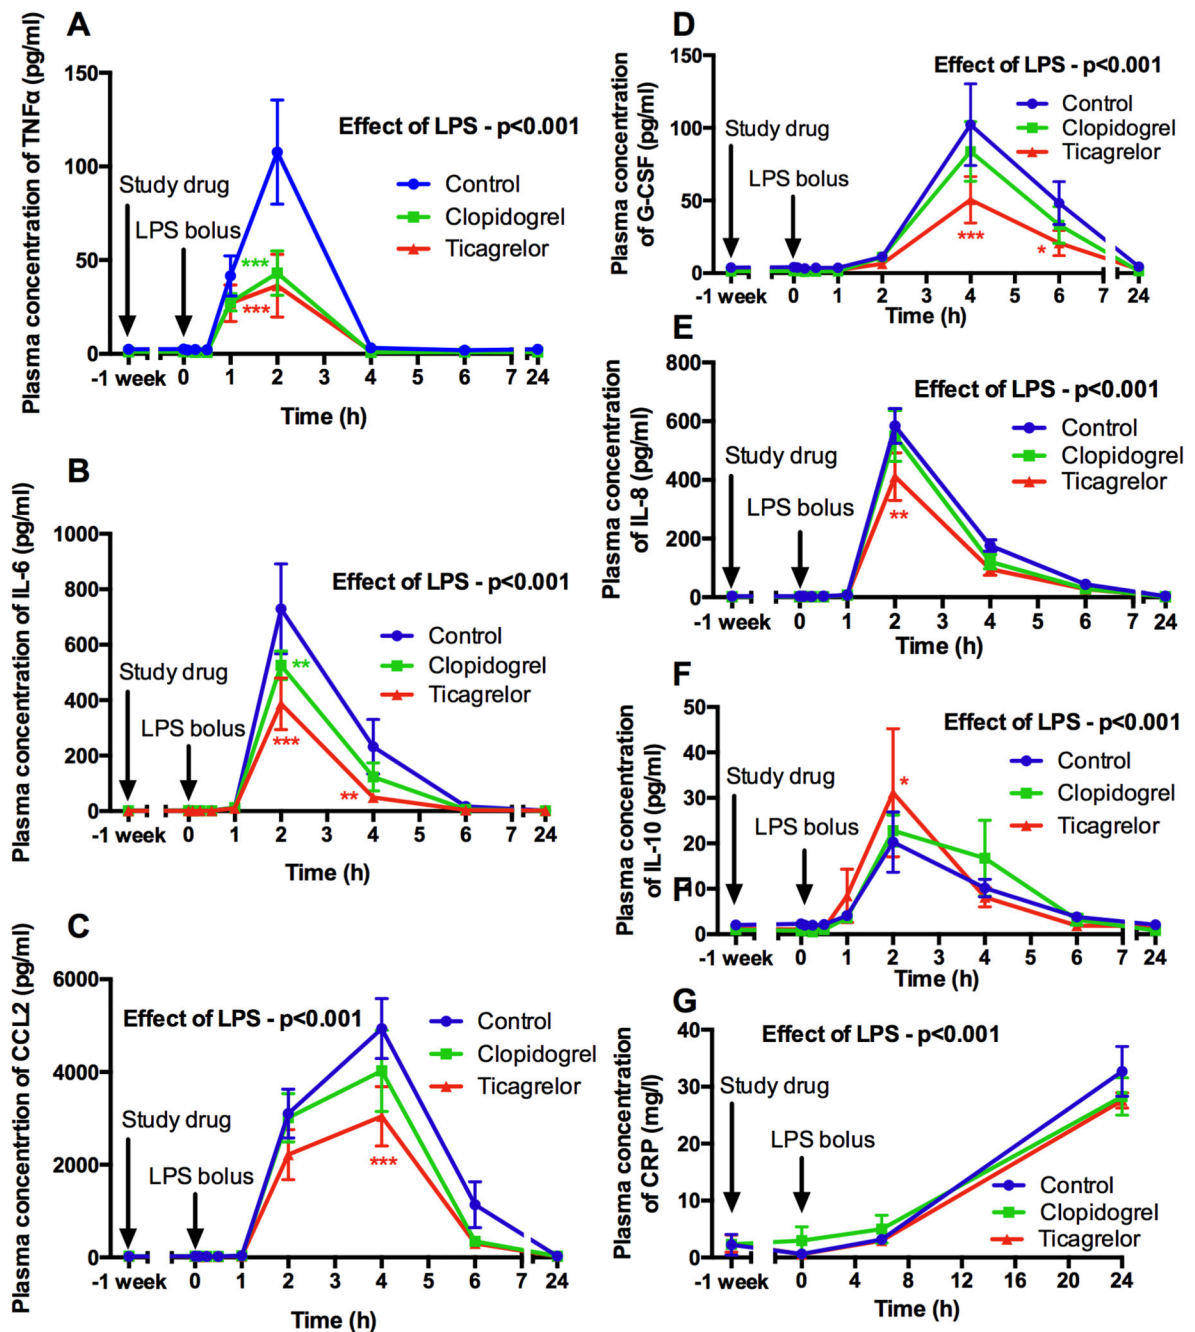 A
Plasma concentration of TNFα (pg/ml)
150
100
50
0
Effect of LPS - p<0.001
Study drug
LPS bolus
Control
Clopidogrel
Ticagrelor
***
***
-1 week 0 1 2 3 4 5 6 7 24
Time (h)
B
Plasma concentration of IL-6 (pg/ml)
1000
800
600
400
200
0
Effect of LPS - p<0.001
Study drug
LPS bolus
Control
Clopidogrel
Ticagrelor
**
***
**
-1 week 0 1 2 3 4 5 6 7 24
Time (h)
C
Plasma concentrtion of CCL2 (pg/ml)
6000
4000
2000
0
Effect of LPS - p<0.001
Study drug
LPS bolus
Control
Clopidogrel
Ticagrelor
***
-1 week 0 1 2 3 4 5 6 7 24
Time (h)
D
Plasma concentration
of G-CSF (pg/ml)
150
100
50
0
Effect of LPS - p<0.001
Study drug
LPS bolus
Control
Clopidogrel
Ticagrelor
***
*
-1 week 0 1 2 3 4 5 6 7 24
Time (h)
E
Plasma concentration
of IL-8 (pg/ml)
800
600
400
200
0
Effect of LPS - p<0.001
Study drug
LPS bolus
Control
Clopidogrel
Ticagrelor
**
-1 week 0 1 2 3 4 5 6 7 24
Time (h)
F
Plasma concentration
of IL-10 (pg/ml)
F
50
40
30
20
10
0
Effect of LPS - p<0.001
Study drug
LPS bolus
Control
Clopidogrel
Ticagrelor
*
-1 week 0 1 2 3 4 5 6 7 24
Time (h)
G
Plasma concentration
of CRP (mg/l)
40
30
20
10
0
Effect of LPS - p<0.001
Study drug
LPS bolus
Control
Clopidogrel
Ticagrelor
-1 week 0 4 8 12 16 20 24
Time (h)